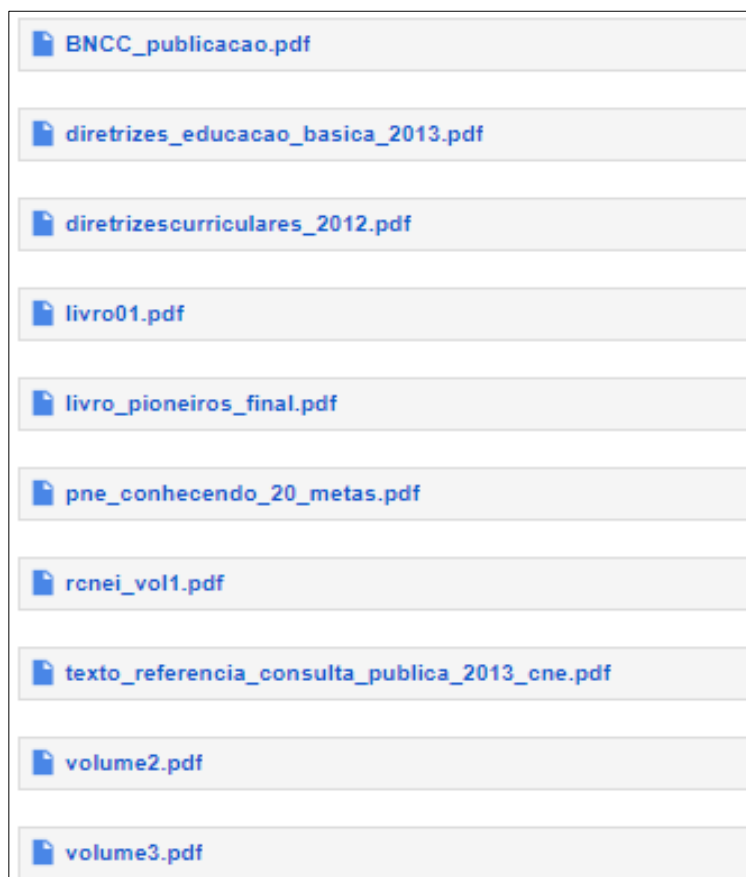 BNCC_publicacao.pdf
diretrizes_educacao_basica_2013.pdf
diretrizescurriculares_2012.pdf
livro01.pdf
livro_pioneiros_final.pdf
pne_conhecendo_20_metas.pdf
rcnei_vol1.pdf
texto_referencia_consulta_publica_2013_cne.pdf
volume2.pdf
volume3.pdf